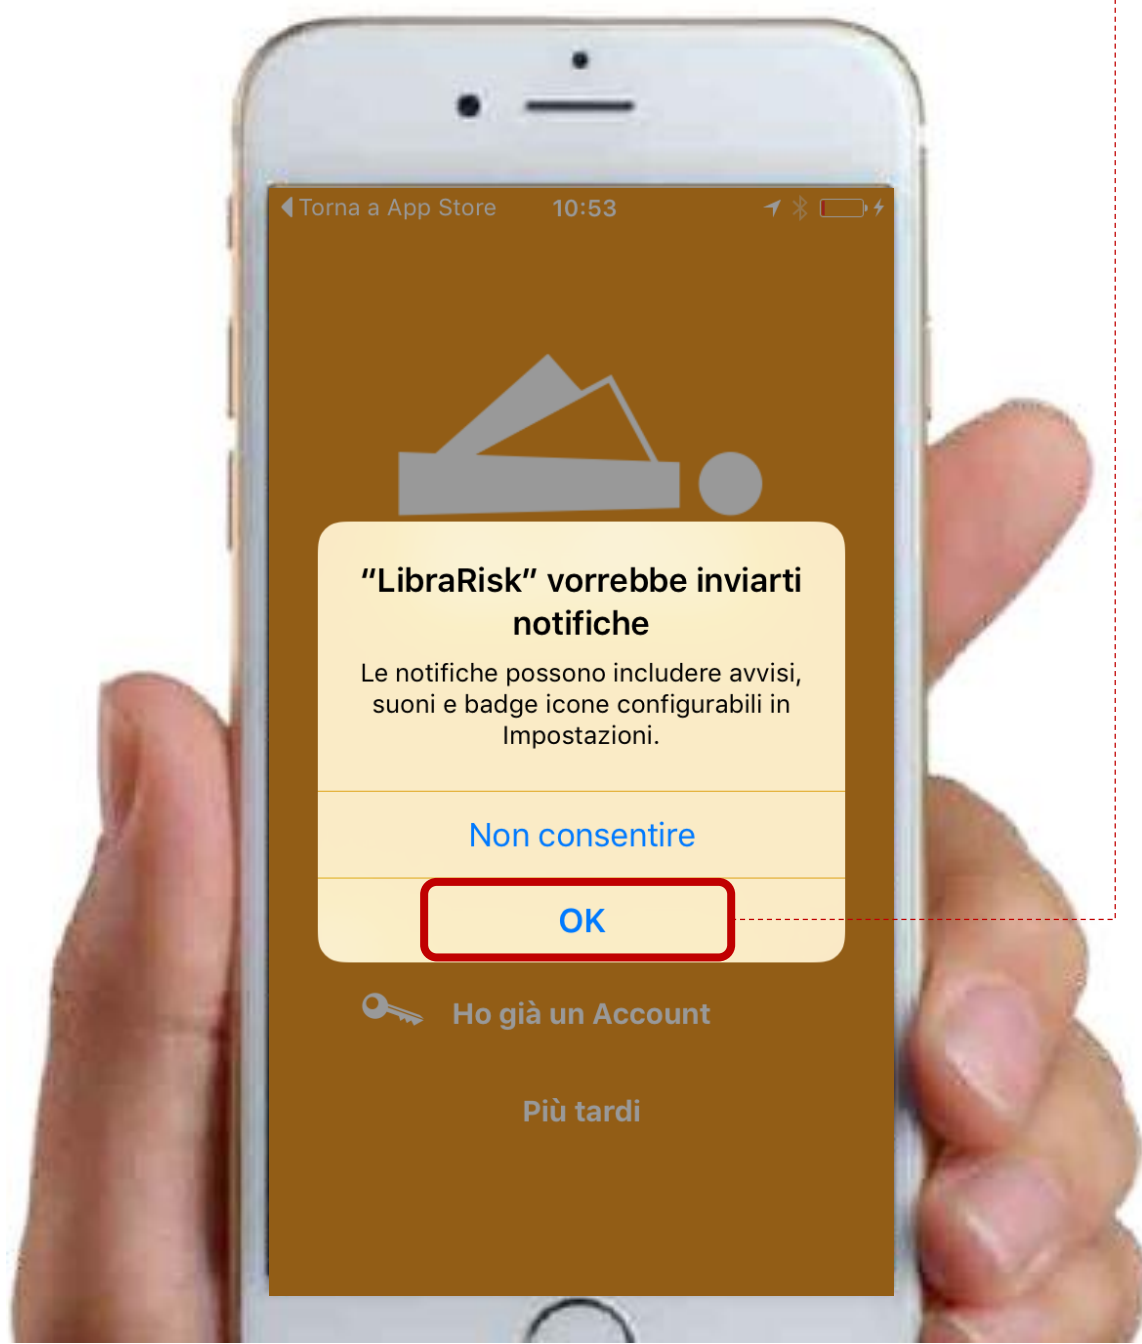 Torna a App Store 10:53
“LibraRisk” vorrebbe inviarti
notifiche
Le notifiche possono includere avvisi,
suoni e badge icone configurabili in
Impostazioni.
Non consentire
OK
Ho già un Account
Più tardi